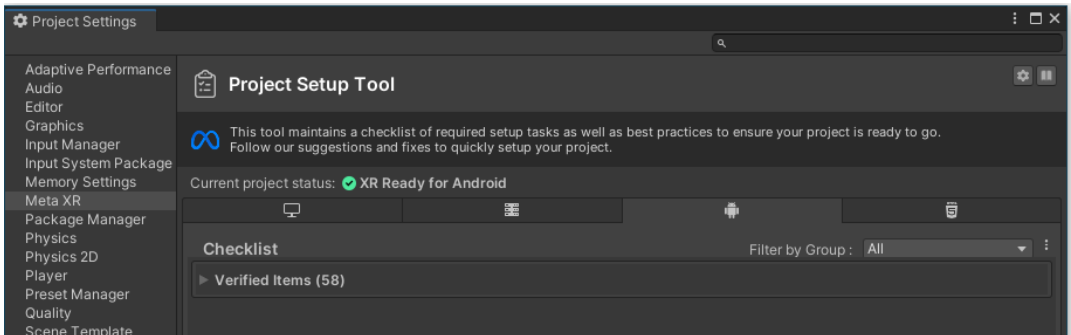 Project Settings
Adaptive Performance
Audio
Editor
Graphics
Input Manager
Input System Package
Memory Settings
Meta XR
Package Manager
Physics
Physics 2D
Player
Preset Manager
Quality
Scene Template
Project Setup Tool
This tool maintains a checklist of required setup tasks as well as best practices to ensure your project is ready to go.
Follow our suggestions and fixes to quickly setup your project.
Current project status: XR Ready for Android
Checklist
Filter by Group : All
Verified Items (58)